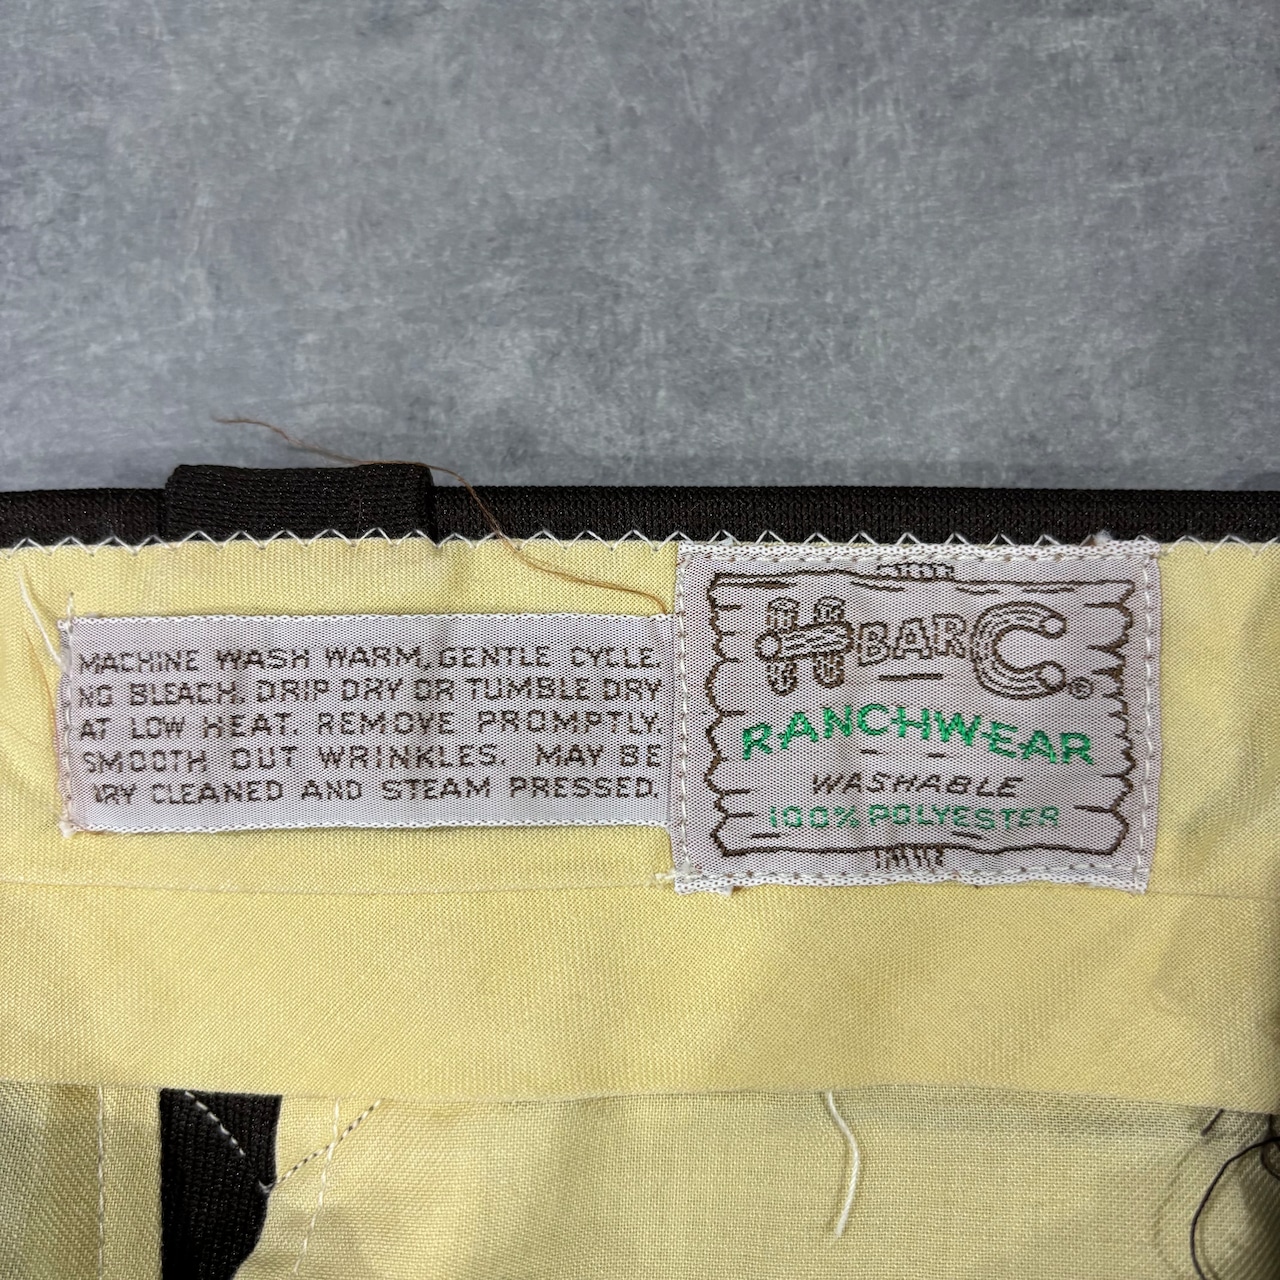 MACHINE WASH WARM, GENTLE CYCLE.
NO BLEACH. DRIP DRY OR TUMBLE DRY
AT LOW HEAT. REMOVE PROMPTLY.
SMOOTH OUT WRINKLES. MAY BE
DRY CLEANED AND STEAM PRESSED.
H BAR C®
RANCHWEAR
WASHABLE
100% POLYESTER